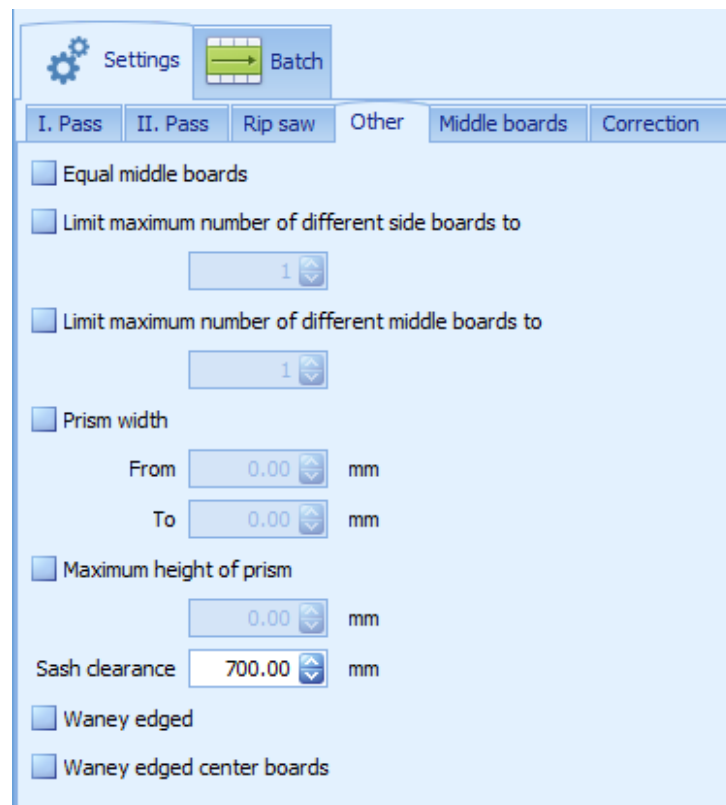 Settings Batch
I. Pass II. Pass Rip saw Other Middle boards Correction
Equal middle boards
Limit maximum number of different side boards to
1
Limit maximum number of different middle boards to
1
Prism width
From 0.00 mm
To 0.00 mm
Maximum height of prism
0.00 mm
Sash clearance 700.00 mm
Waney edged
Waney edged center boards